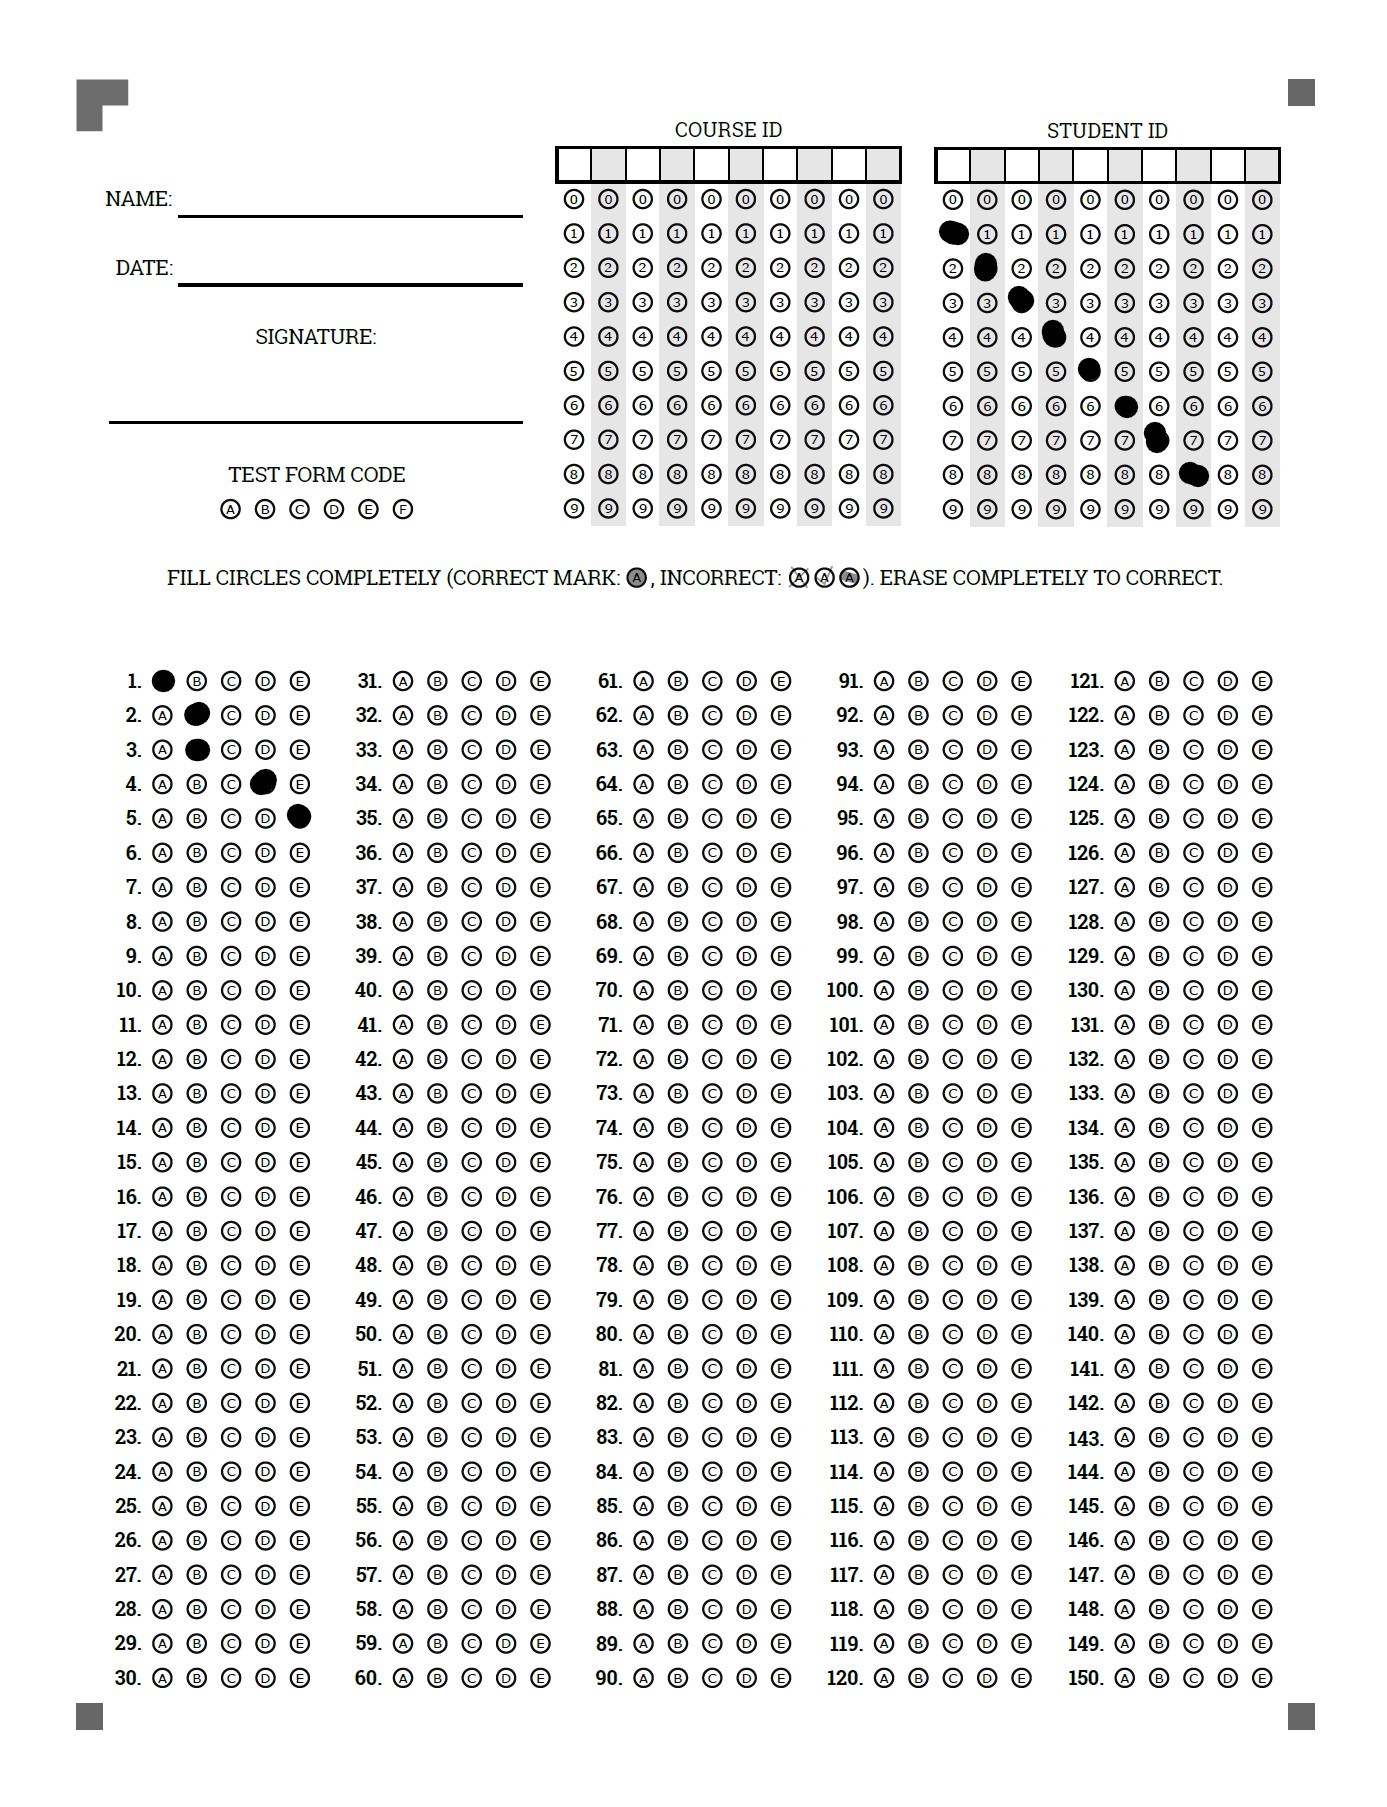 NAME:
DATE:
SIGNATURE:
TEST FORM CODE
A B C D E F
COURSE ID
0 0 0 0 0 0 0 0 0 0
1 1 1 1 1 1 1 1 1 1
2 2 2 2 2 2 2 2 2 2
3 3 3 3 3 3 3 3 3 3
4 4 4 4 4 4 4 4 4 4
5 5 5 5 5 5 5 5 5 5
6 6 6 6 6 6 6 6 6 6
7 7 7 7 7 7 7 7 7 7
8 8 8 8 8 8 8 8 8 8
9 9 9 9 9 9 9 9 9 9
STUDENT ID
0 0 0 0 0 0 0 0 0 0
1 1 1 1 1 1 1 1 1
2 2 2 2 2 2 2 2 2
3 3 3 3 3 3 3 3 3
4 4 4 4 4 4 4 4 4
5 5 5 5 5 5 5 5 5
6 6 6 6 6 6 6 6 6
7 7 7 7 7 7 7 7 7
8 8 8 8 8 8 8 8 8
9 9 9 9 9 9 9 9 9 9
FILL CIRCLES COMPLETELY (CORRECT MARK: A , INCORRECT: A A A ). ERASE COMPLETELY TO CORRECT.
1. B C D E 31. A B C D E 61. A B C D E 91. A B C D E 121. A B C D E
2. A C D E 32. A B C D E 62. A B C D E 92. A B C D E 122. A B C D E
3. A C D E 33. A B C D E 63. A B C D E 93. A B C D E 123. A B C D E
4. A B C E 34. A B C D E 64. A B C D E 94. A B C D E 124. A B C D E
5. A B C D 35. A B C D E 65. A B C D E 95. A B C D E 125. A B C D E
6. A B C D E 36. A B C D E 66. A B C D E 96. A B C D E 126. A B C D E
7. A B C D E 37. A B C D E 67. A B C D E 97. A B C D E 127. A B C D E
8. A B C D E 38. A B C D E 68. A B C D E 98. A B C D E 128. A B C D E
9. A B C D E 39. A B C D E 69. A B C D E 99. A B C D E 129. A B C D E
10. A B C D E 40. A B C D E 70. A B C D E 100. A B C D E 130. A B C D E
11. A B C D E 41. A B C D E 71. A B C D E 101. A B C D E 131. A B C D E
12. A B C D E 42. A B C D E 72. A B C D E 102. A B C D E 132. A B C D E
13. A B C D E 43. A B C D E 73. A B C D E 103. A B C D E 133. A B C D E
14. A B C D E 44. A B C D E 74. A B C D E 104. A B C D E 134. A B C D E
15. A B C D E 45. A B C D E 75. A B C D E 105. A B C D E 135. A B C D E
16. A B C D E 46. A B C D E 76. A B C D E 106. A B C D E 136. A B C D E
17. A B C D E 47. A B C D E 77. A B C D E 107. A B C D E 137. A B C D E
18. A B C D E 48. A B C D E 78. A B C D E 108. A B C D E 138. A B C D E
19. A B C D E 49. A B C D E 79. A B C D E 109. A B C D E 139. A B C D E
20. A B C D E 50. A B C D E 80. A B C D E 110. A B C D E 140. A B C D E
21. A B C D E 51. A B C D E 81. A B C D E 111. A B C D E 141. A B C D E
22. A B C D E 52. A B C D E 82. A B C D E 112. A B C D E 142. A B C D E
23. A B C D E 53. A B C D E 83. A B C D E 113. A B C D E 143. A B C D E
24. A B C D E 54. A B C D E 84. A B C D E 114. A B C D E 144. A B C D E
25. A B C D E 55. A B C D E 85. A B C D E 115. A B C D E 145. A B C D E
26. A B C D E 56. A B C D E 86. A B C D E 116. A B C D E 146. A B C D E
27. A B C D E 57. A B C D E 87. A B C D E 117. A B C D E 147. A B C D E
28. A B C D E 58. A B C D E 88. A B C D E 118. A B C D E 148. A B C D E
29. A B C D E 59. A B C D E 89. A B C D E 119. A B C D E 149. A B C D E
30. A B C D E 60. A B C D E 90. A B C D E 120. A B C D E 150. A B C D E